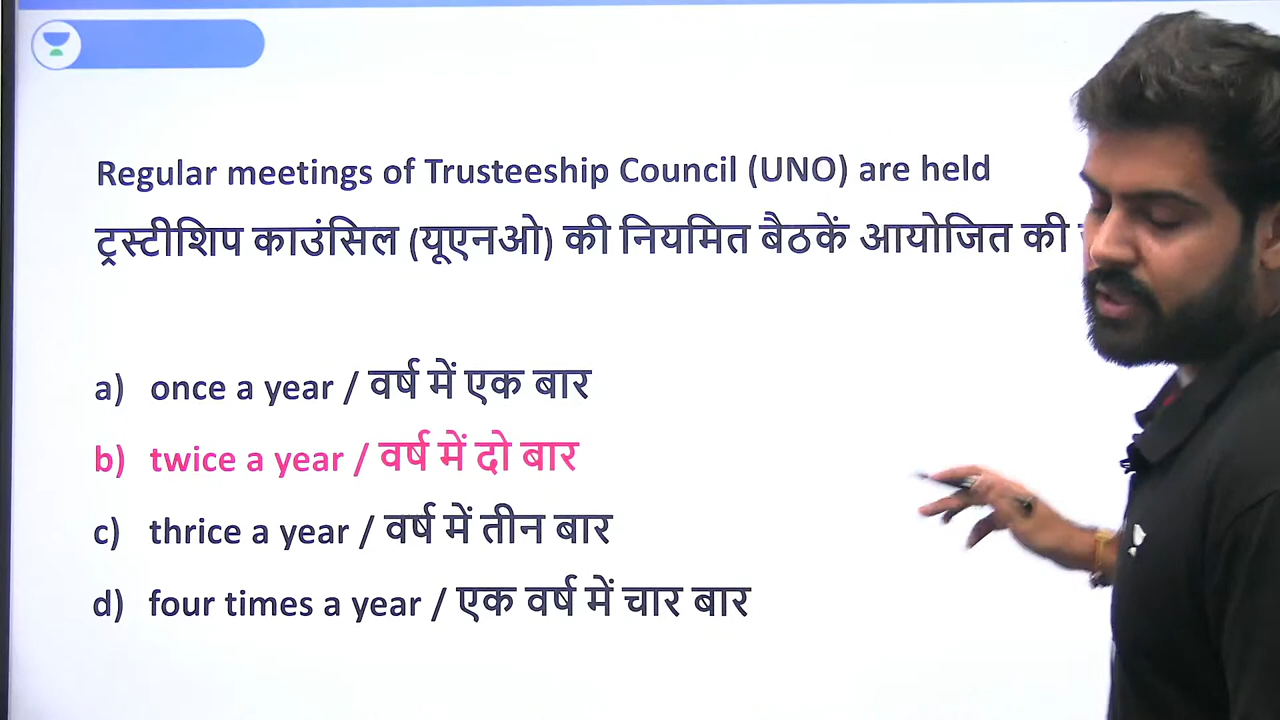 Regular meetings of Trusteeship Council (UNO) are held
ट्रस्टीशिप काउंसिल (यूएनओ) की नियमित बैठकें आयोजित की
a) once a year / वर्ष में एक बार
b) twice a year / वर्ष में दो बार
c) thrice a year / वर्ष में तीन बार
d) four times a year / एक वर्ष में चार बार